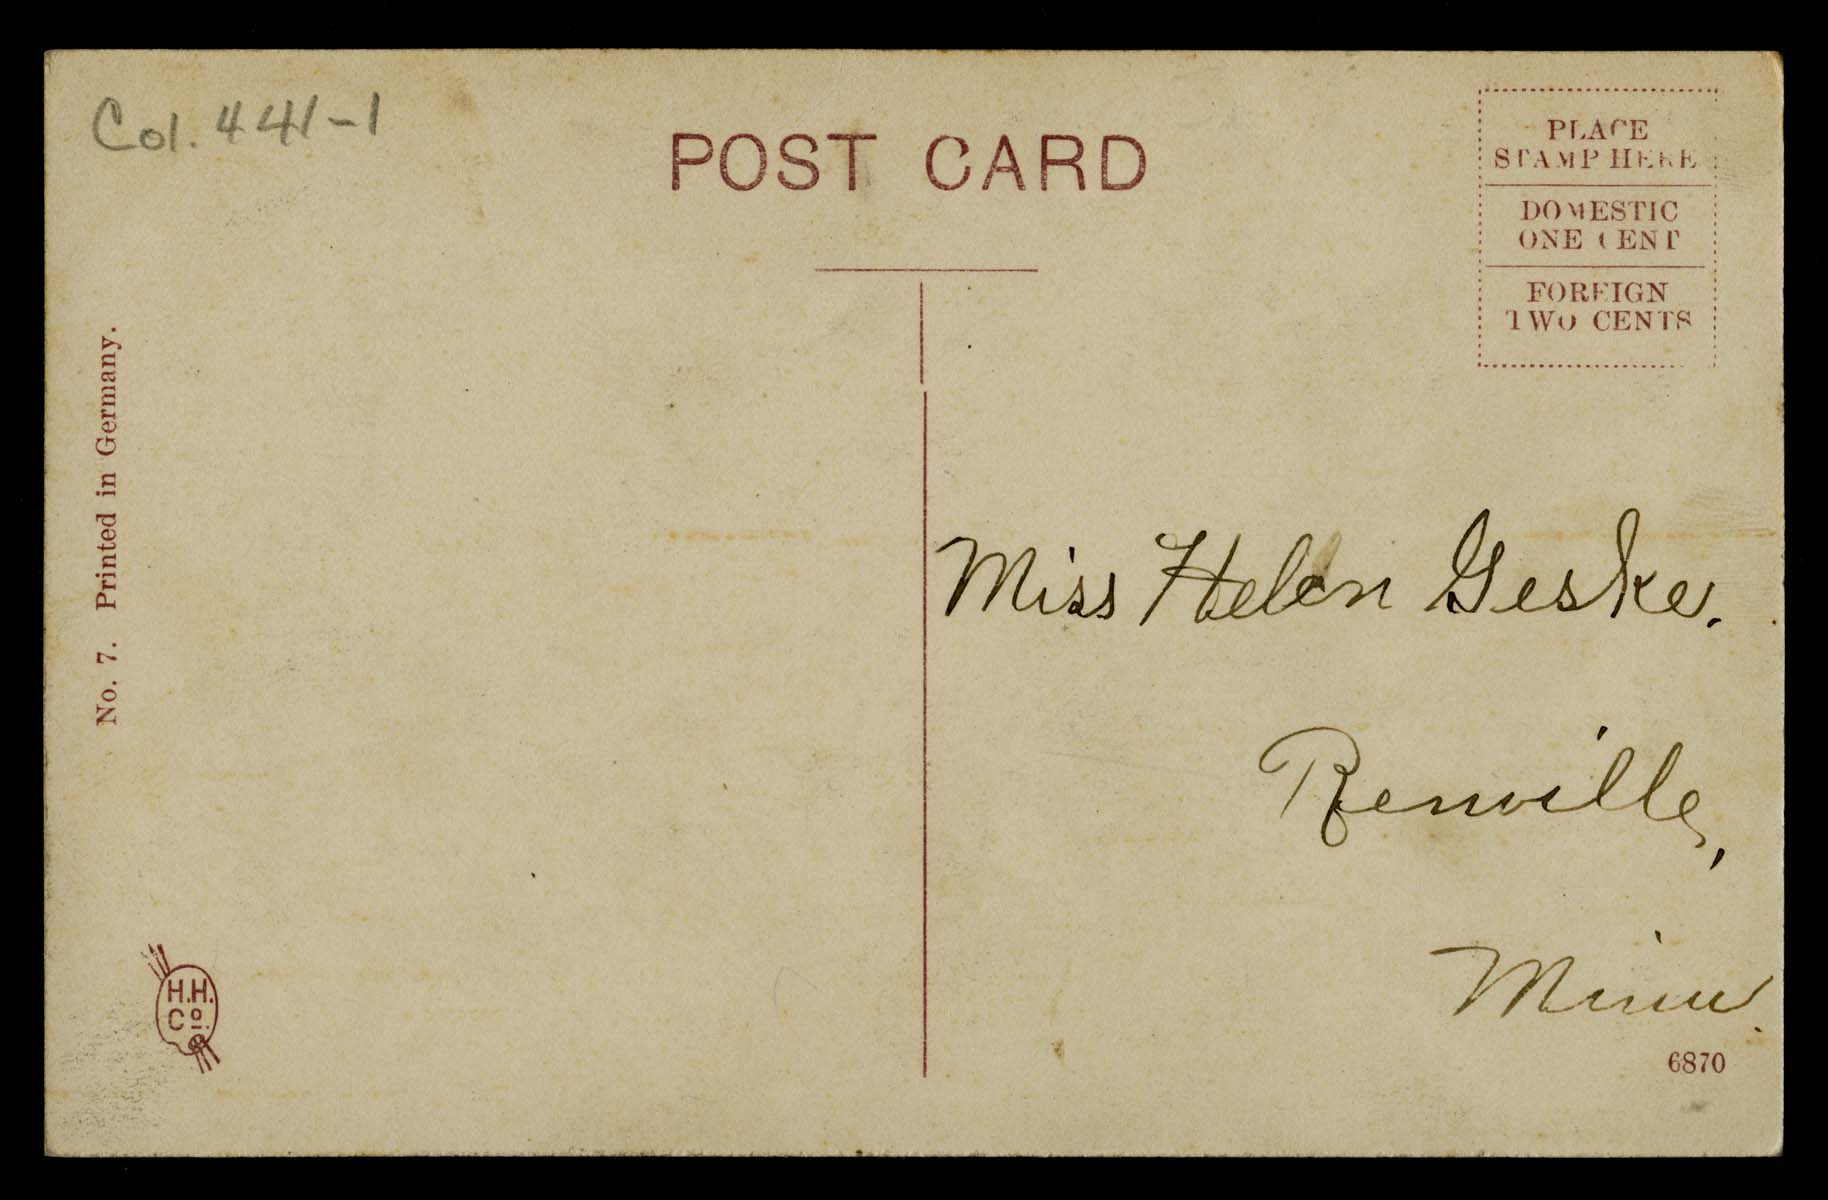 Col. 441-1
POST CARD
PLACE
STAMP HERE
DOMESTIC
ONE CENT
FOREIGN
TWO CENTS
No. 7. Printed in Germany.
Miss Helen Geske.
Renville,
Minn.
H.H.
Co.
6870